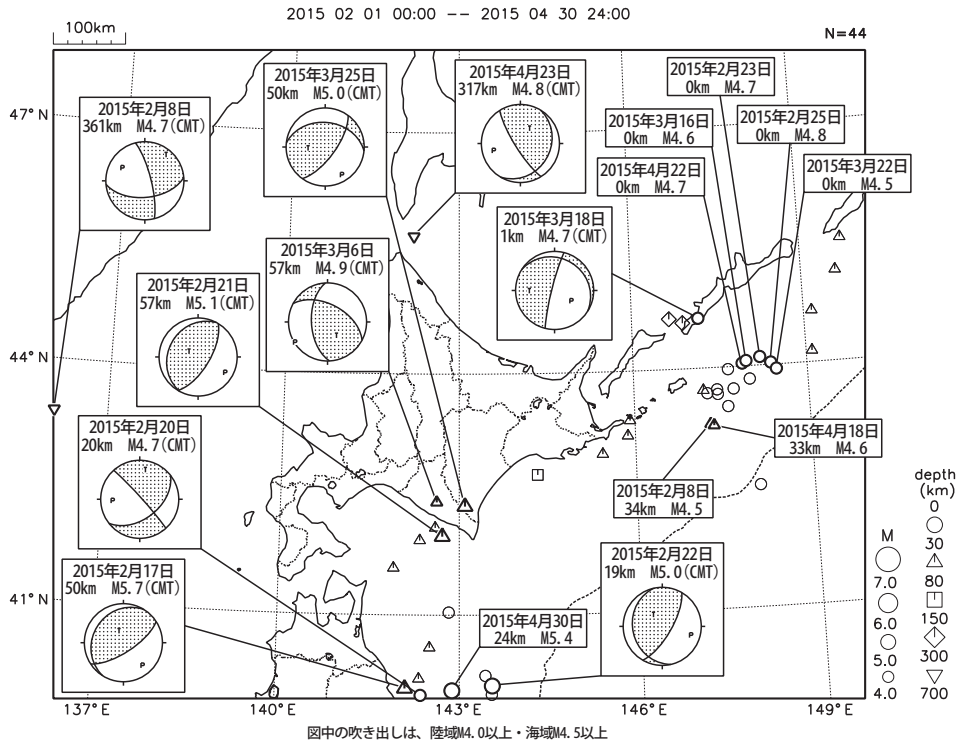 2015 02 01 00:00 -- 2015 04 30 24:00
100km
N=44
2015年2月23日
0km M4.7
2015年3月25日
50km M5.0(CMT)
2015年4月23日
317km M4.8(CMT)
2015年2月8日
361km M4.7(CMT)
2015年3月16日
0km M4.6
2015年2月25日
0km M4.8
2015年4月22日
0km M4.7
2015年3月22日
0km M4.5
2015年3月18日
1km M4.7(CMT)
2015年3月6日
57km M4.9(CMT)
2015年2月21日
57km M5.1(CMT)
2015年2月20日
20km M4.7(CMT)
2015年4月18日
33km M4.6
2015年2月8日
34km M4.5
2015年2月22日
19km M5.0(CMT)
2015年2月17日
50km M5.7(CMT)
2015年4月30日
24km M5.4
P
T
T
P
T
P
T
P
T
P
T
P
T
P
T
P
T
P
47°N
44°N
41°N
137°E
140°E
143°E
146°E
149°E
M
7.0
6.0
5.0
4.0
depth
(km)
0
30
80
150
300
700
図中の吹き出しは、陸域M4.0以上・海域M4.5以上